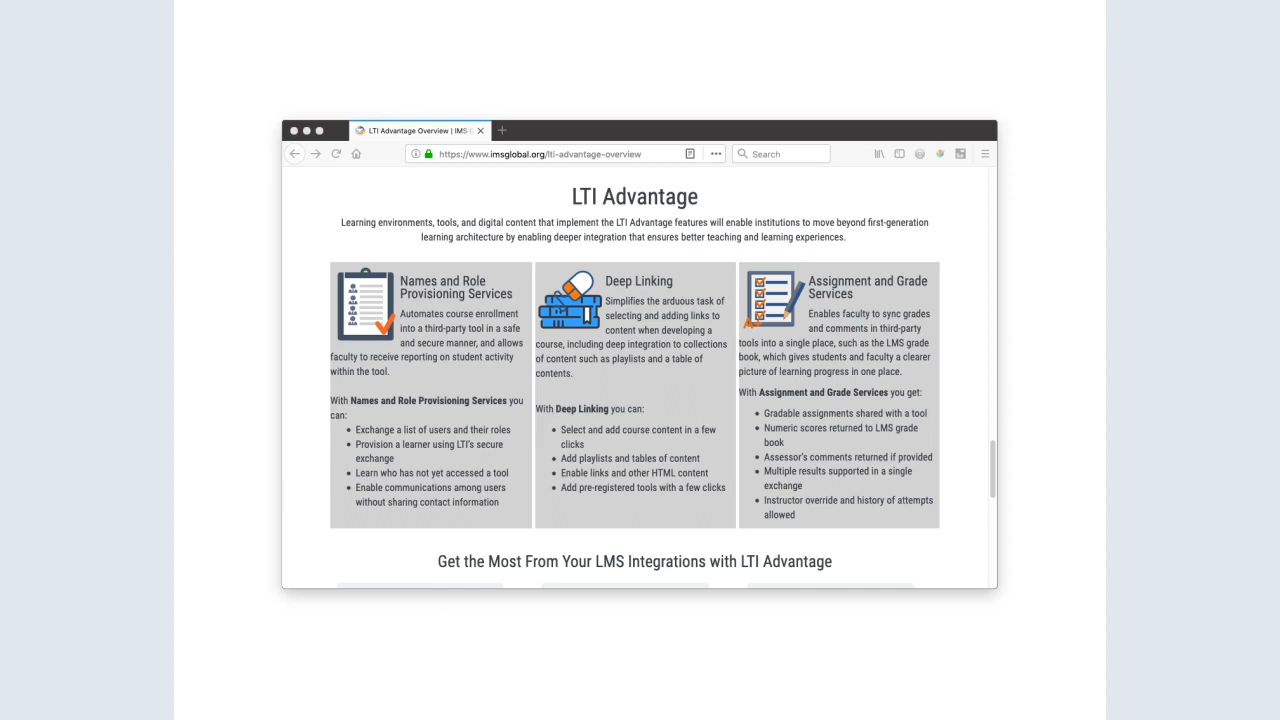 LTI Advantage Overview | IMS G
https://www.imsglobal.org/lti-advantage-overview
Search
LTI Advantage
Learning environments, tools, and digital content that implement the LTI Advantage features will enable institutions to move beyond first-generation
learning architecture by enabling deeper integration that ensures better teaching and learning experiences.
Names and Role
Provisioning Services
Automates course enrollment
into a third-party tool in a safe
and secure manner, and allows
faculty to receive reporting on student activity
within the tool.
With Names and Role Provisioning Services you
can:
• Exchange a list of users and their roles
• Provision a learner using LTI's secure
exchange
• Learn who has not yet accessed a tool
• Enable communications among users
without sharing contact information
Deep Linking
Simplifies the arduous task of
selecting and adding links to
content when developing a
course, including deep integration to collections
of content such as playlists and a table of
contents.
With Deep Linking you can:
• Select and add course content in a few
clicks
• Add playlists and tables of content
• Enable links and other HTML content
• Add pre-registered tools with a few clicks
A+
Assignment and Grade
Services
Enables faculty to sync grades
and comments in third-party
tools into a single place, such as the LMS grade
book, which gives students and faculty a clearer
picture of learning progress in one place.
With Assignment and Grade Services you get:
• Gradable assignments shared with a tool
• Numeric scores returned to LMS grade
book
• Assessor's comments returned if provided
• Multiple results supported in a single
exchange
• Instructor override and history of attempts
allowed
Get the Most From Your LMS Integrations with LTI Advantage